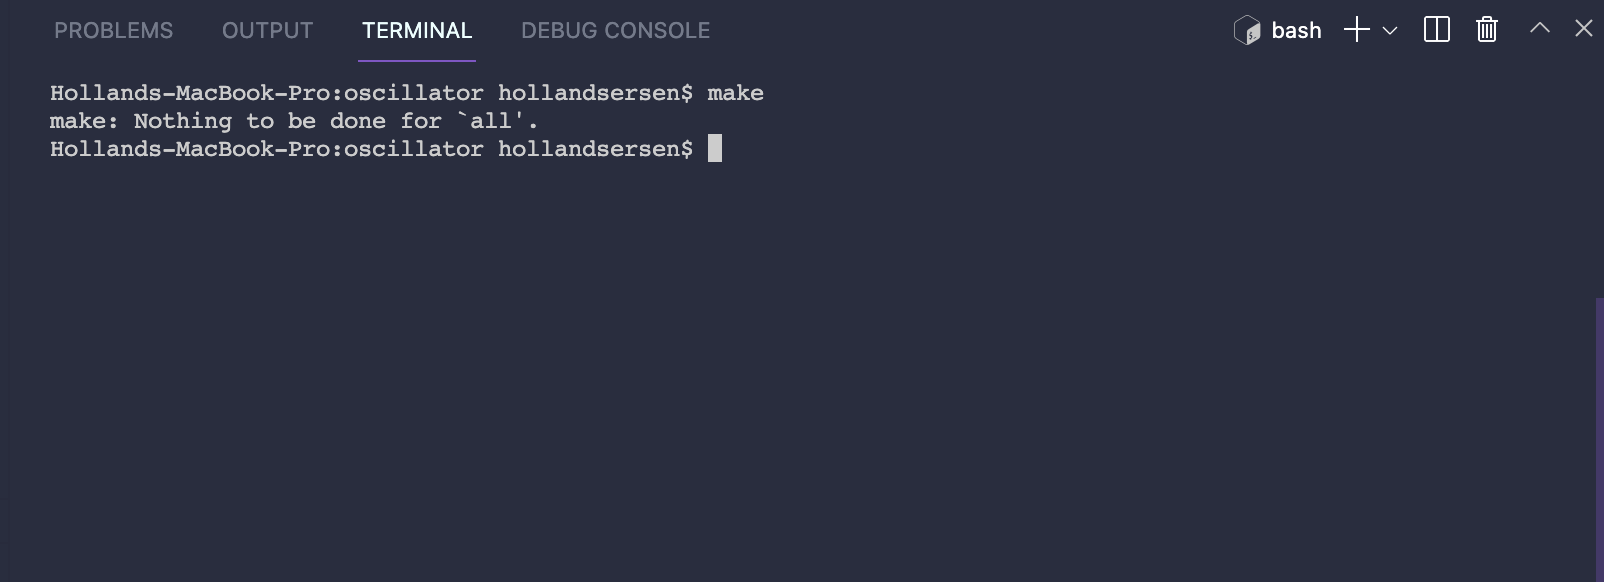 PROBLEMS OUTPUT TERMINAL DEBUG CONSOLE bash
Hollands-MacBook-Pro:oscillator hollandsersen$ make
make: Nothing to be done for `all'.
Hollands-MacBook-Pro:oscillator hollandsersen$